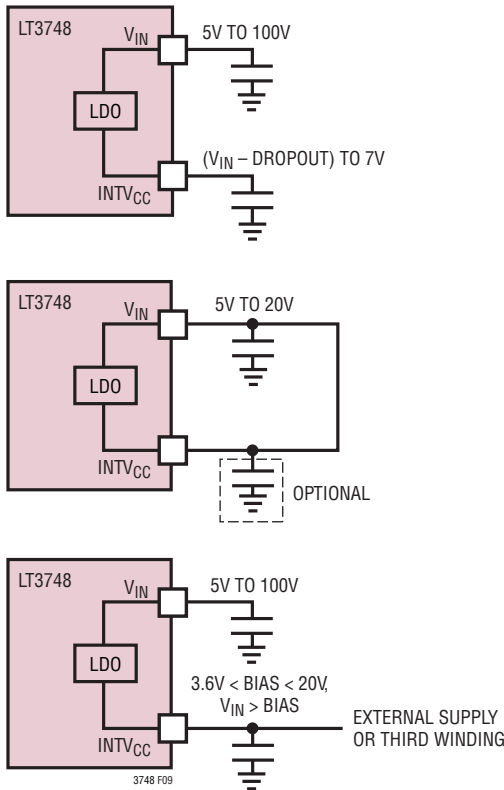 LT3748
VIN
5V TO 100V
LDO
(VIN – DROPOUT) TO 7V
INTVCC
LT3748
VIN
5V TO 20V
LDO
INTVCC
OPTIONAL
LT3748
VIN
5V TO 100V
LDO
3.6V < BIAS < 20V,
VIN > BIAS
EXTERNAL SUPPLY
OR THIRD WINDING
INTVCC
3748 F09